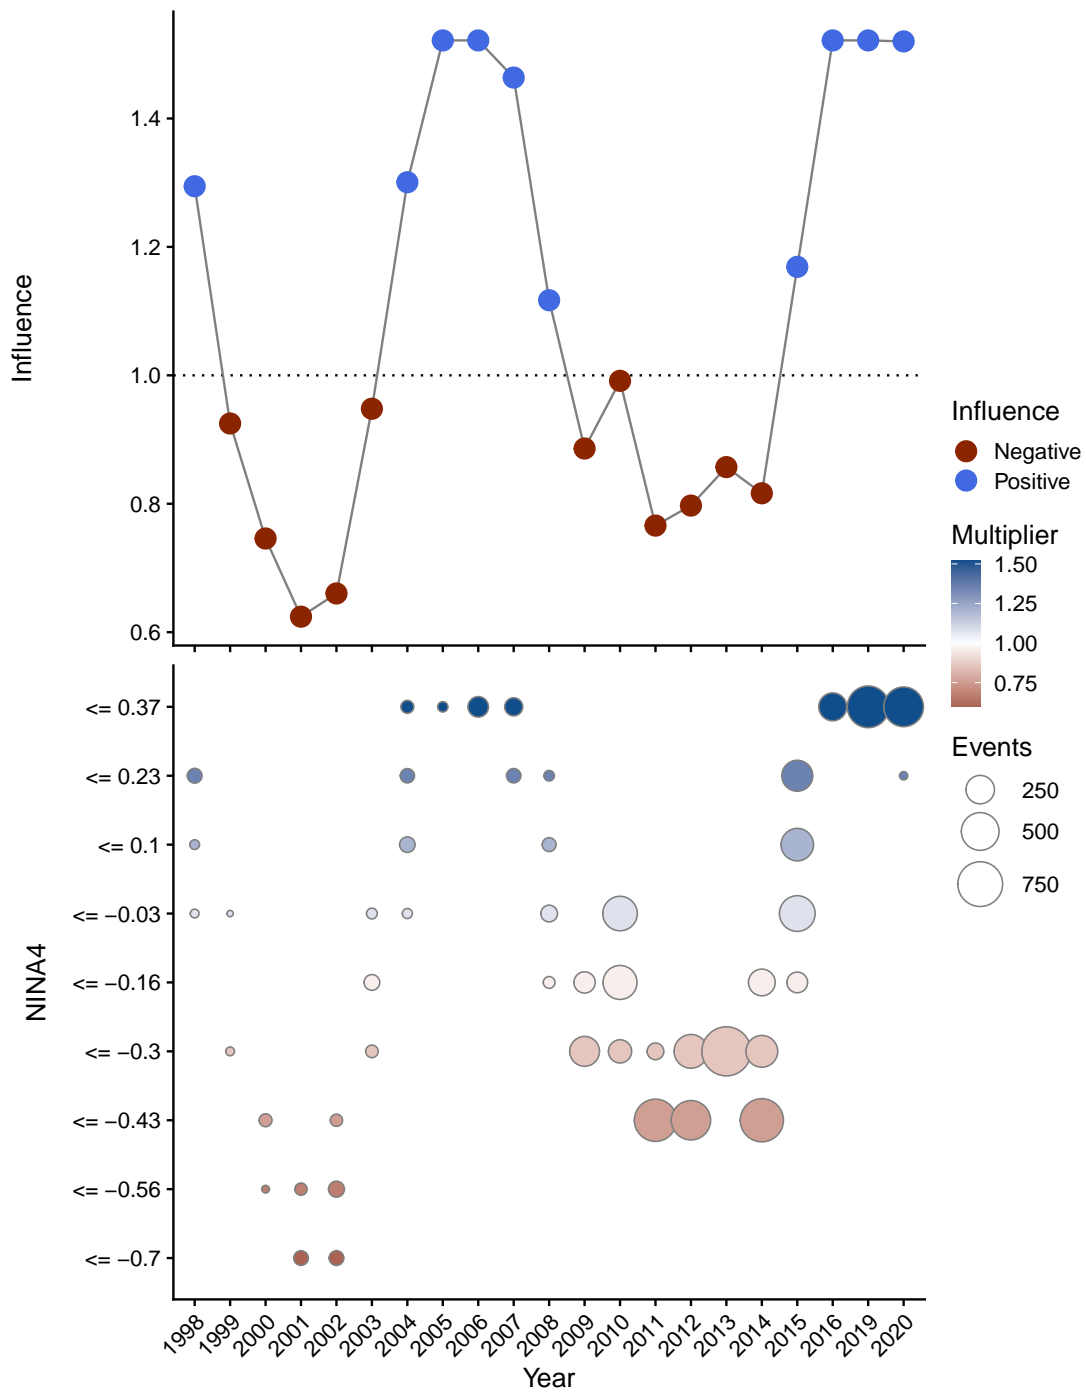 Influence
1.4
1.2
1.0
0.8
0.6
NINA4
<= 0.37
<= 0.23
<= 0.1
<= −0.03
<= −0.16
<= −0.3
<= −0.43
<= −0.56
<= −0.7
1998 1999 2000 2001 2002 2003 2004 2005 2006 2007 2008 2009 2010 2011 2012 2013 2014 2015 2016 2019 2020
Year
Influence
Negative
Positive
Multiplier
1.50
1.25
1.00
0.75
Events
250
500
750